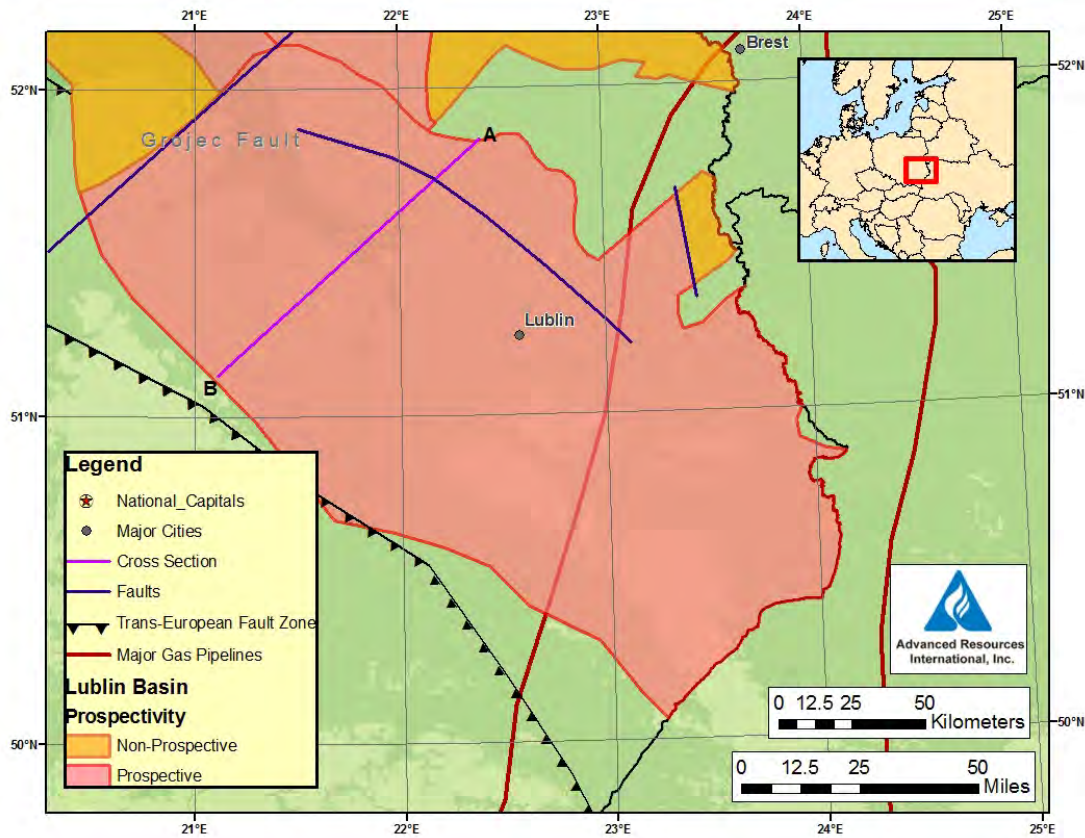 21°E
22°E
23°E
24°E
25°E
Brest
52°N
52°N
Grojec Fault
A
Lublin
B
51°N
51°N
Legend
National_Capitals
Major Cities
Cross Section
Faults
Trans-European Fault Zone
Major Gas Pipelines
Lublin Basin
Prospectivity
Non-Prospective
Prospective
Advanced Resources
International, Inc.
0 12.5 25 50
Kilometers
0 12.5 25 50
Miles
50°N
50°N
21°E
22°E
23°E
24°E
25°E